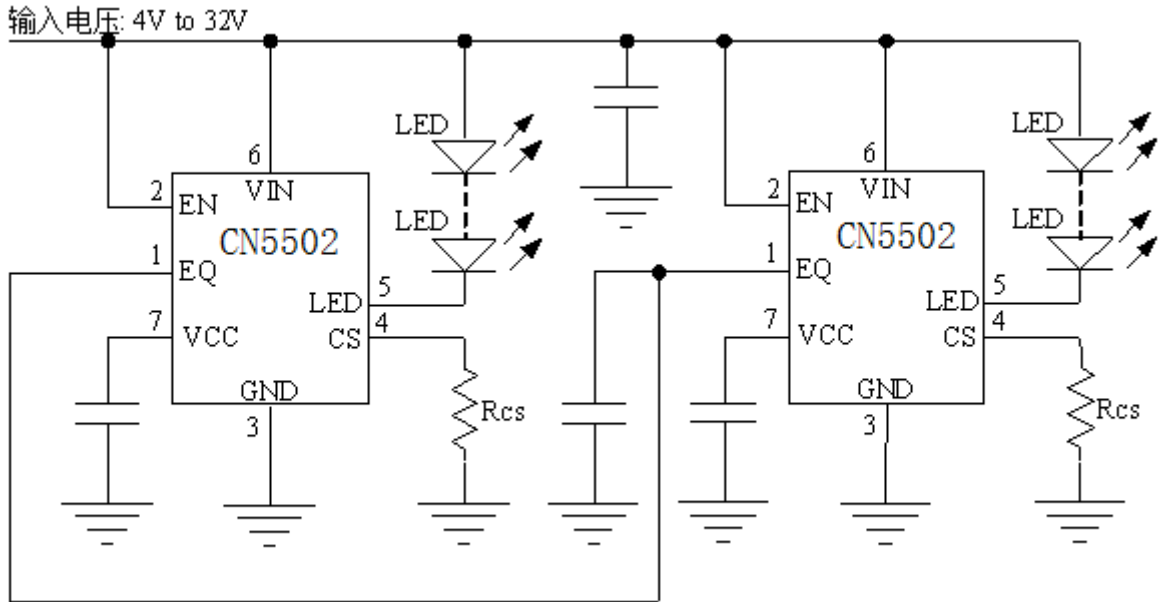 输入电压: 4V to 32V
LED
6
VIN
2
EN
CN5502
LED
1
EQ
5
LED
7
VCC
4
CS
GND
3
Rcs
LED
6
VIN
2
EN
CN5502
LED
1
EQ
5
LED
7
VCC
4
CS
GND
3
Rcs